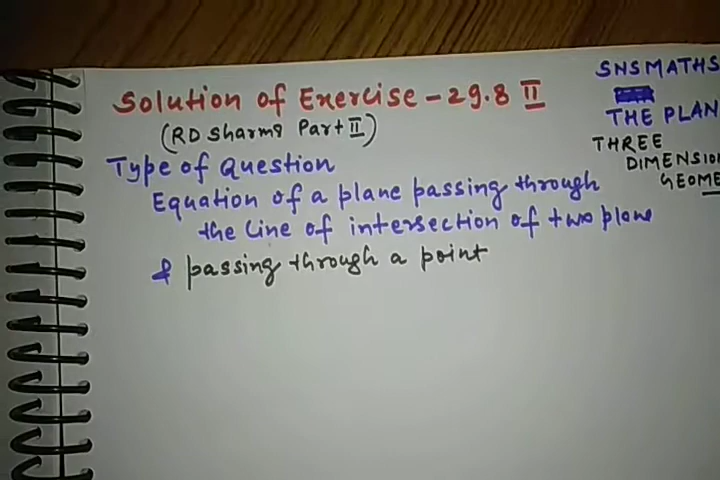 Solution of Exercise - 29.8 II
(RD Sharma Part II)
Type of Question
Equation of a plane passing through
the Line of intersection of two plane
& passing through a point
SNSMATHS
THE PLAN
THREE
DIMENSIO
GEOME